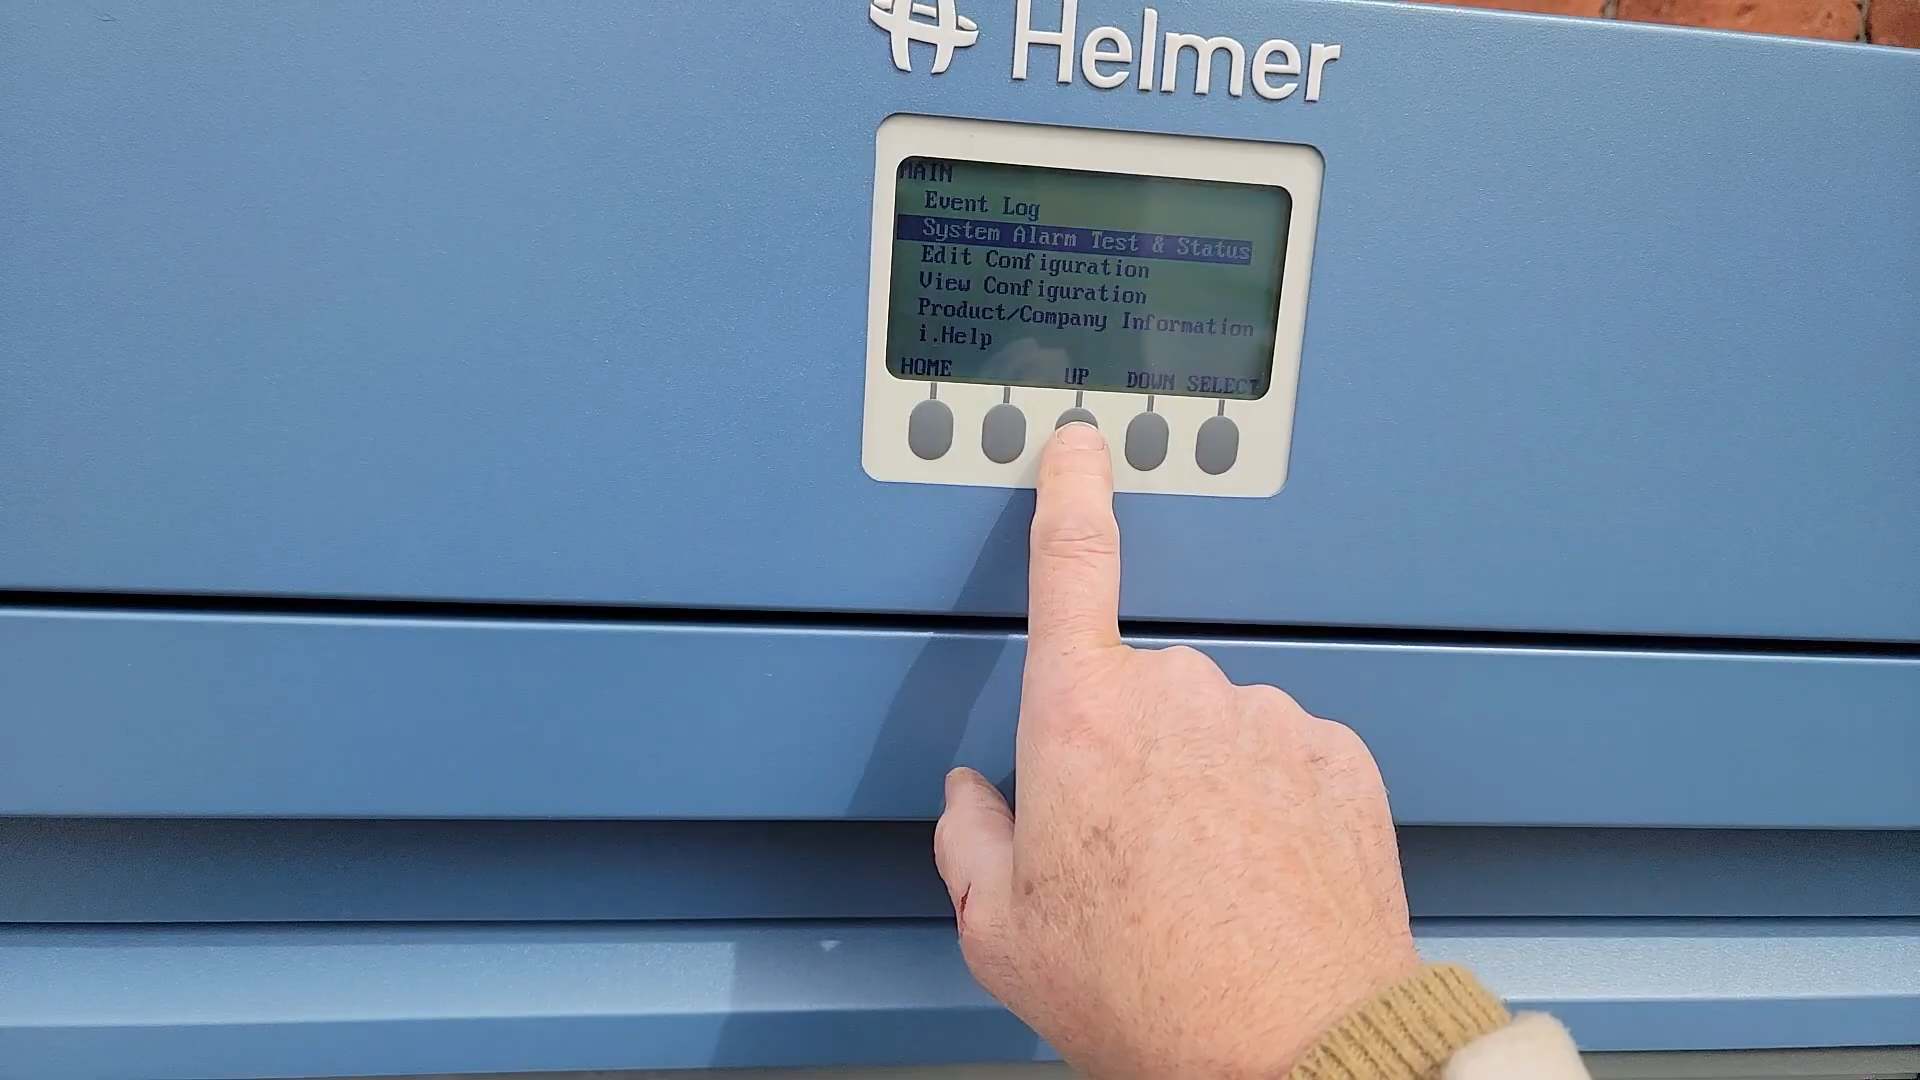 Helmer
MAIN
Event Log
System Alarm Test & Status
Edit Configuration
View Configuration
Product/Company Information
i.Help
HOME UP DOWN SELECT